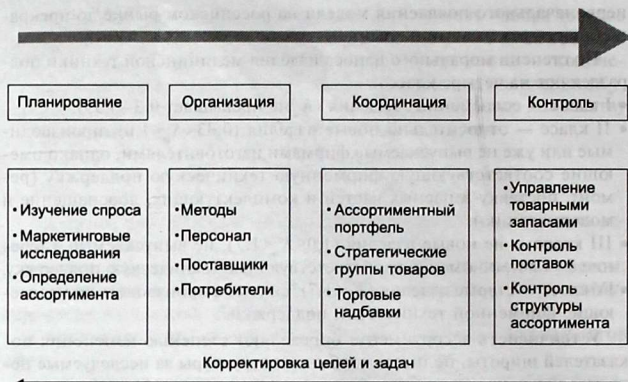 Планирование
Организация
Координация
Контроль
• Изучение спроса
• Маркетинговые
исследования
• Определение
ассортимента
• Методы
• Персонал
• Поставщики
• Потребители
• Ассортиментный
портфель
• Стратегические
группы товаров
• Торговые
надбавки
• Управление
товарными
запасами
• Контроль
поставок
• Контроль
структуры
ассортимента
Корректировка целей и задач